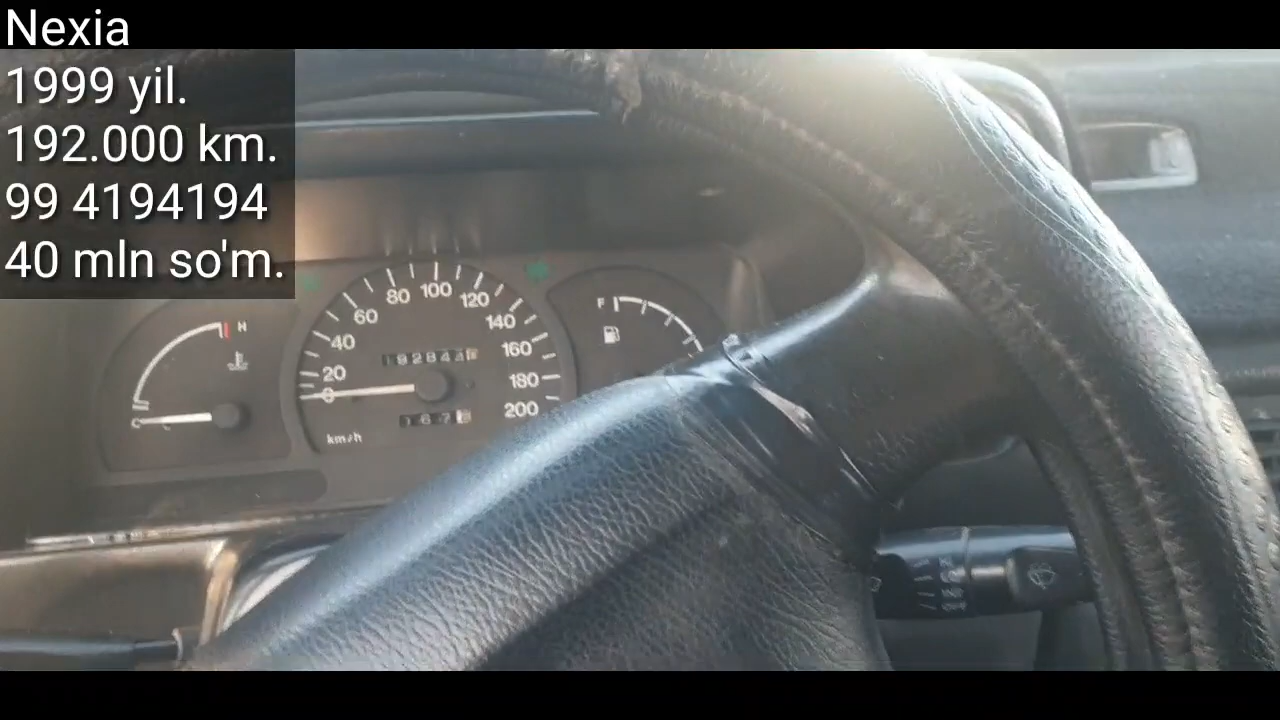 Nexia
1999 yil.
192.000 km.
99 4194194
40 mln so'm.
H
F
80 100 120
60 140
40 160
20 180
0 200
km/h